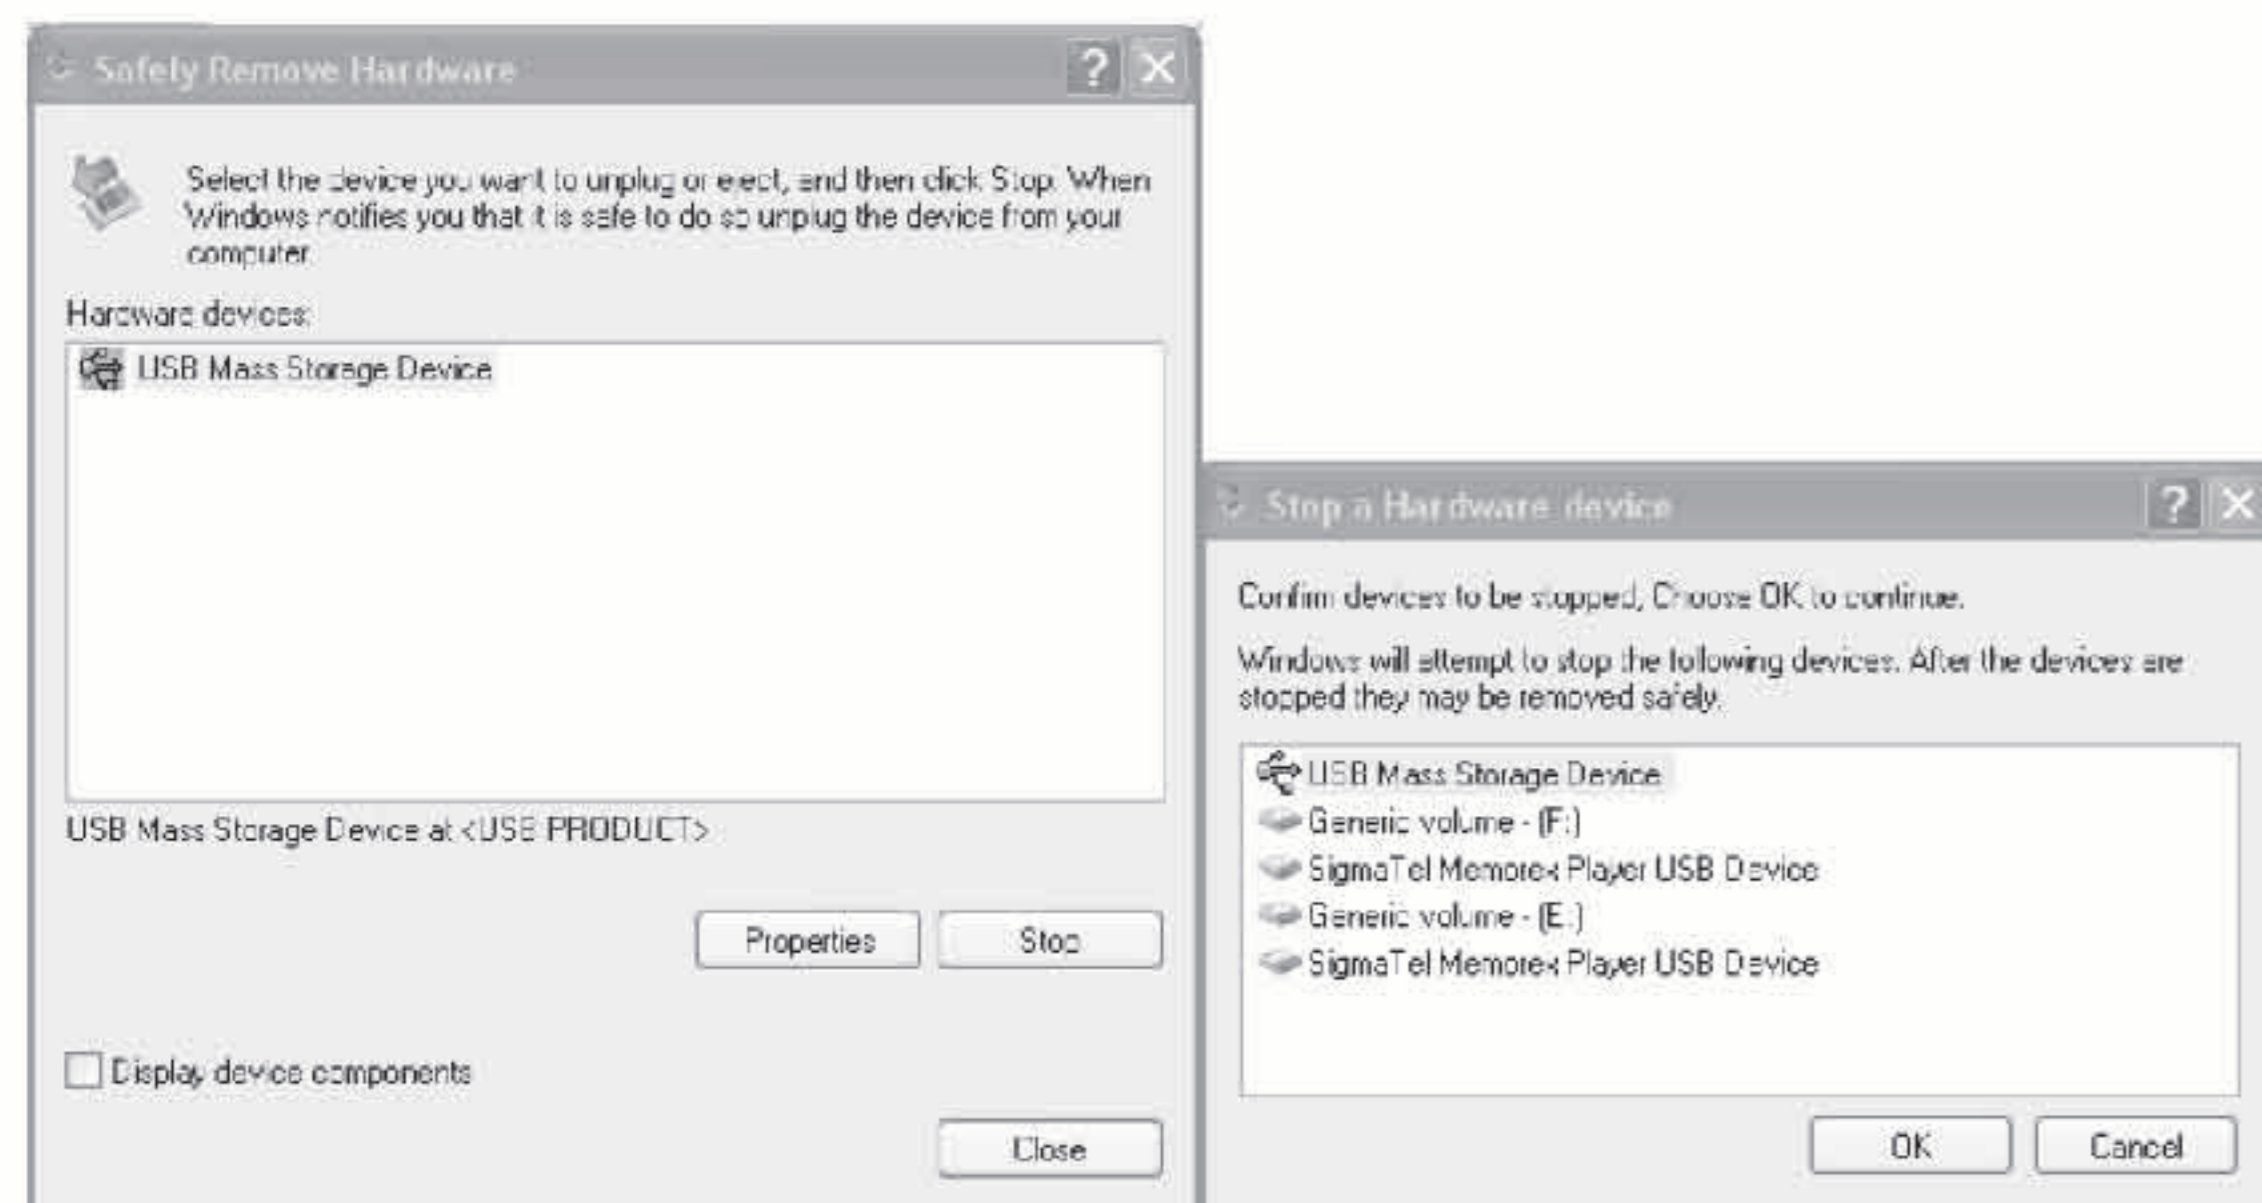 Safely Remove Hardware
Select the device you want to unplug or eject, and then click Stop. When
Windows notifies you that it is safe to do so unplug the device from your
computer.
Hardware devices:
USB Mass Storage Device
USB Mass Storage Device at <USB PRODUCT>
Properties
Stop
Display device components
Close
Stop a Hardware device
Confirm devices to be stopped, Choose OK to continue.
Windows will attempt to stop the following devices. After the devices are
stopped they may be removed safely.
USB Mass Storage Device
Generic volume - (F:)
SigmaTel Memorex Player USB Device
Generic volume - (E:)
SigmaTel Memorex Player USB Device
OK
Cancel